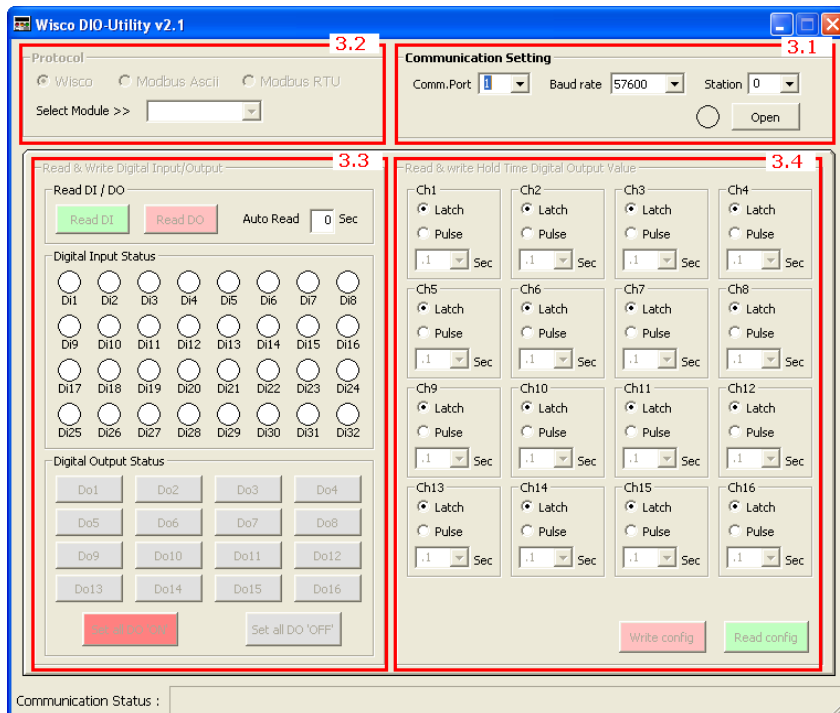 Wisco DIO-Utility v2.1
3.2
3.1
Protocol
Wisco Modbus Ascii Modbus RTU
Select Module >>
Communication Setting
Comm.Port 1 Baud rate 57600 Station 0
Open
3.3
3.4
Read & Write Digital Input/Output
Read DI / DO
Read DI Read DO Auto Read 0 Sec
Digital Input Status
Di1 Di2 Di3 Di4 Di5 Di6 Di7 Di8
Di9 Di10 Di11 Di12 Di13 Di14 Di15 Di16
Di17 Di18 Di19 Di20 Di21 Di22 Di23 Di24
Di25 Di26 Di27 Di28 Di29 Di30 Di31 Di32
Digital Output Status
Do1 Do2 Do3 Do4
Do5 Do6 Do7 Do8
Do9 Do10 Do11 Do12
Do13 Do14 Do15 Do16
Set all DO Set all DO 'OFF'
Read & write Hold Time Digital Output Value
Ch1 Ch2 Ch3 Ch4
Latch Latch Latch Latch
Pulse Pulse Pulse Pulse
.1 Sec .1 Sec .1 Sec .1 Sec
Ch5 Ch6 Ch7 Ch8
Latch Latch Latch Latch
Pulse Pulse Pulse Pulse
.1 Sec .1 Sec .1 Sec .1 Sec
Ch9 Ch10 Ch11 Ch12
Latch Latch Latch Latch
Pulse Pulse Pulse Pulse
.1 Sec .1 Sec .1 Sec .1 Sec
Ch13 Ch14 Ch15 Ch16
Latch Latch Latch Latch
Pulse Pulse Pulse Pulse
.1 Sec .1 Sec .1 Sec .1 Sec
Write config Read config
Communication Status :